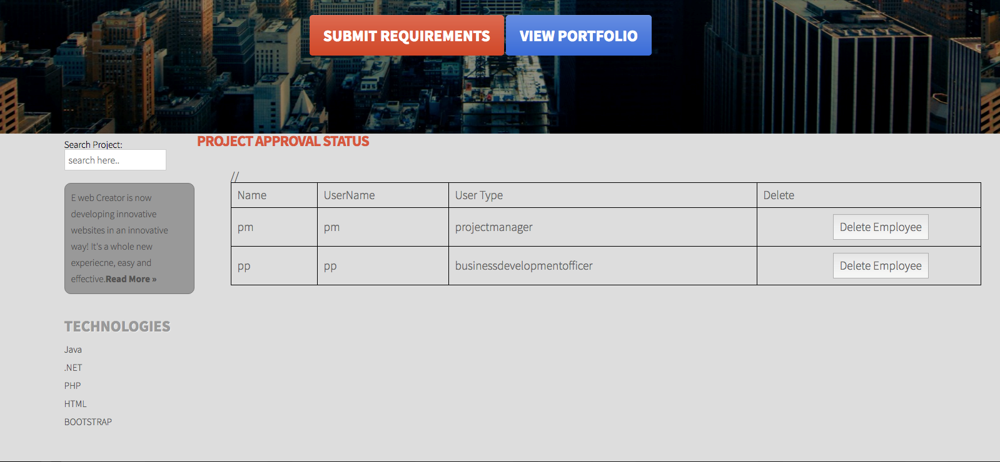 SUBMIT REQUIREMENTS VIEW PORTFOLIO
Search Project:
search here..
E web Creator is now
developing innovative
websites in an innovative
way! It's a whole new
experiecne, easy and
effective.Read More »
TECHNOLOGIES
Java
.NET
PHP
HTML
BOOTSTRAP
PROJECT APPROVAL STATUS
//
Name UserName User Type Delete
pm pm projectmanager Delete Employee
pp pp businessdevelopmentofficer Delete Employee